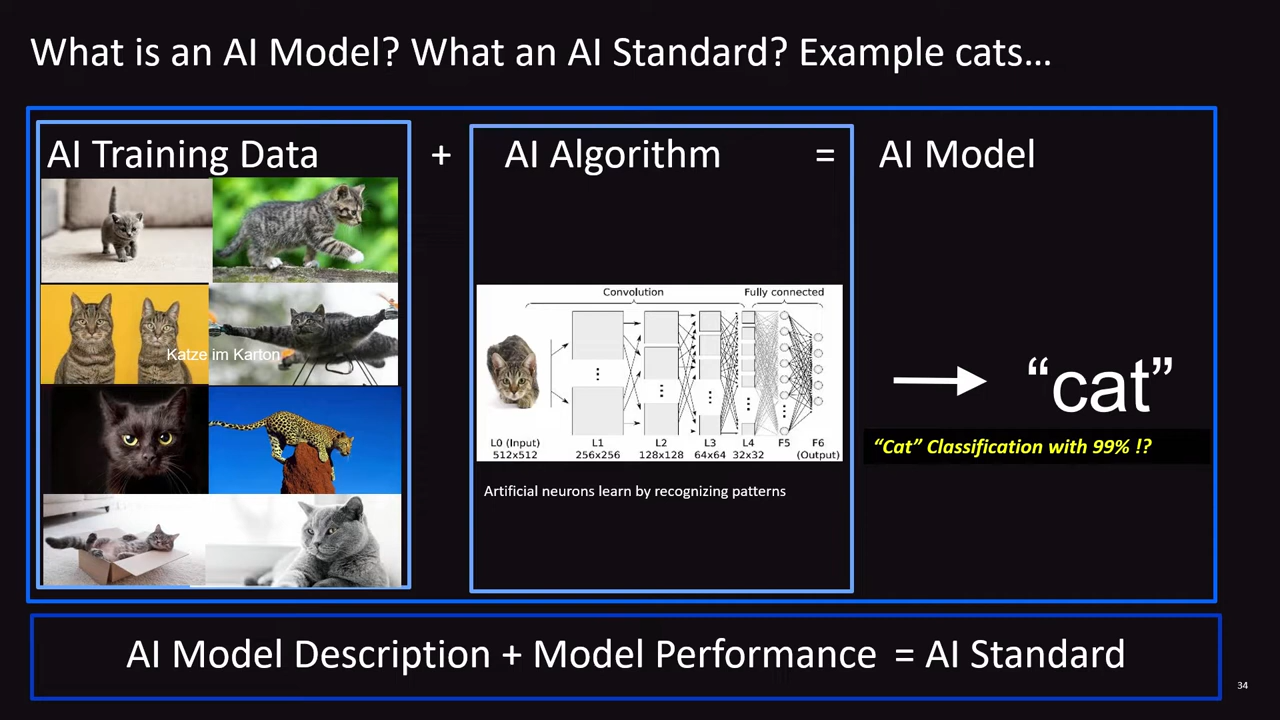 What is an AI Model? What an AI Standard? Example cats…
AI Training Data
+
AI Algorithm
=
AI Model
Katze im Karton
Convolution
Fully connected
L0 (Input)
512x512
L1
256x256
L2
128x128
L3
64x64
L4
32x32
F5
F6
(Output)
Artificial neurons learn by recognizing patterns
“cat”
“Cat” Classification with 99% !?
AI Model Description + Model Performance = AI Standard
34